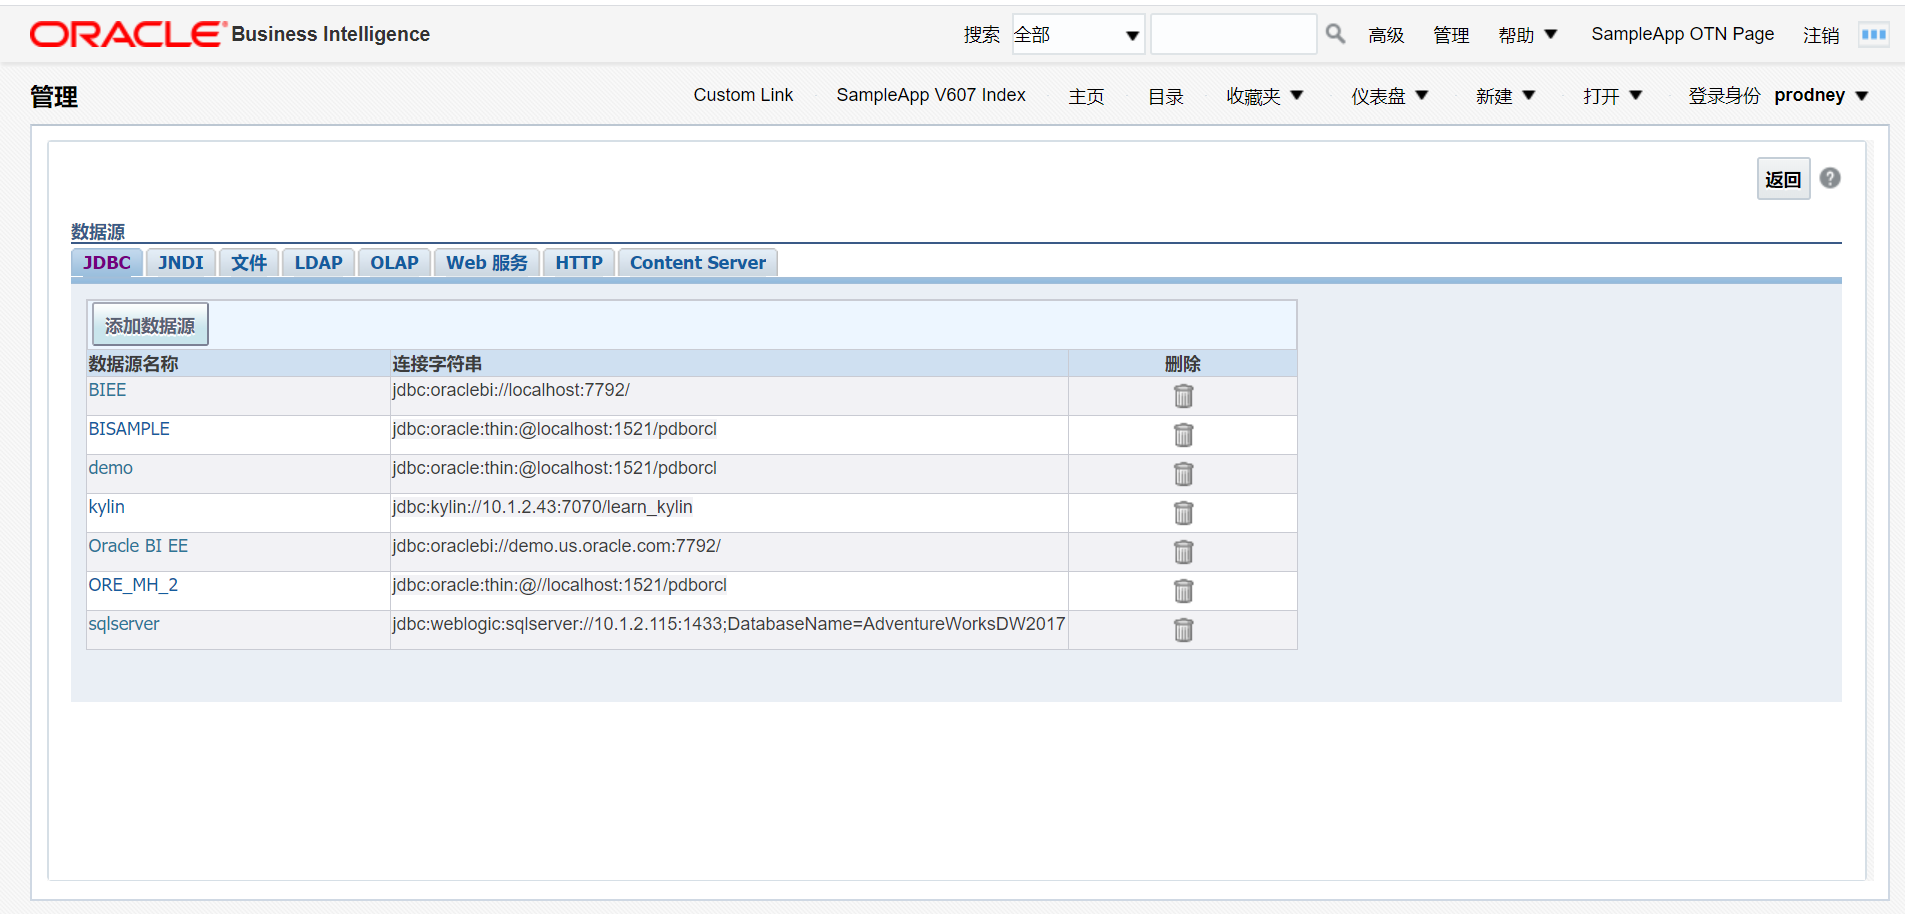 ORACLE Business Intelligence 搜索 全部 高级 管理 帮助 SampleApp OTN Page 注销
管理 Custom Link SampleApp V607 Index 主页 目录 收藏夹 仪表盘 新建 打开 登录身份 prodney
返回 ?
数据源
JDBC JNDI 文件 LDAP OLAP Web 服务 HTTP Content Server
添加数据源
数据源名称 连接字符串 删除
BIEE jdbc:oraclebi://localhost:7792/
BISAMPLE jdbc:oracle:thin:@localhost:1521/pdborcl
demo jdbc:oracle:thin:@localhost:1521/pdborcl
kylin jdbc:kylin://10.1.2.43:7070/learn_kylin
Oracle BI EE jdbc:oraclebi://demo.us.oracle.com:7792/
ORE_MH_2 jdbc:oracle:thin:@//localhost:1521/pdborcl
sqlserver jdbc:weblogic:sqlserver://10.1.2.115:1433;DatabaseName=AdventureWorksDW2017